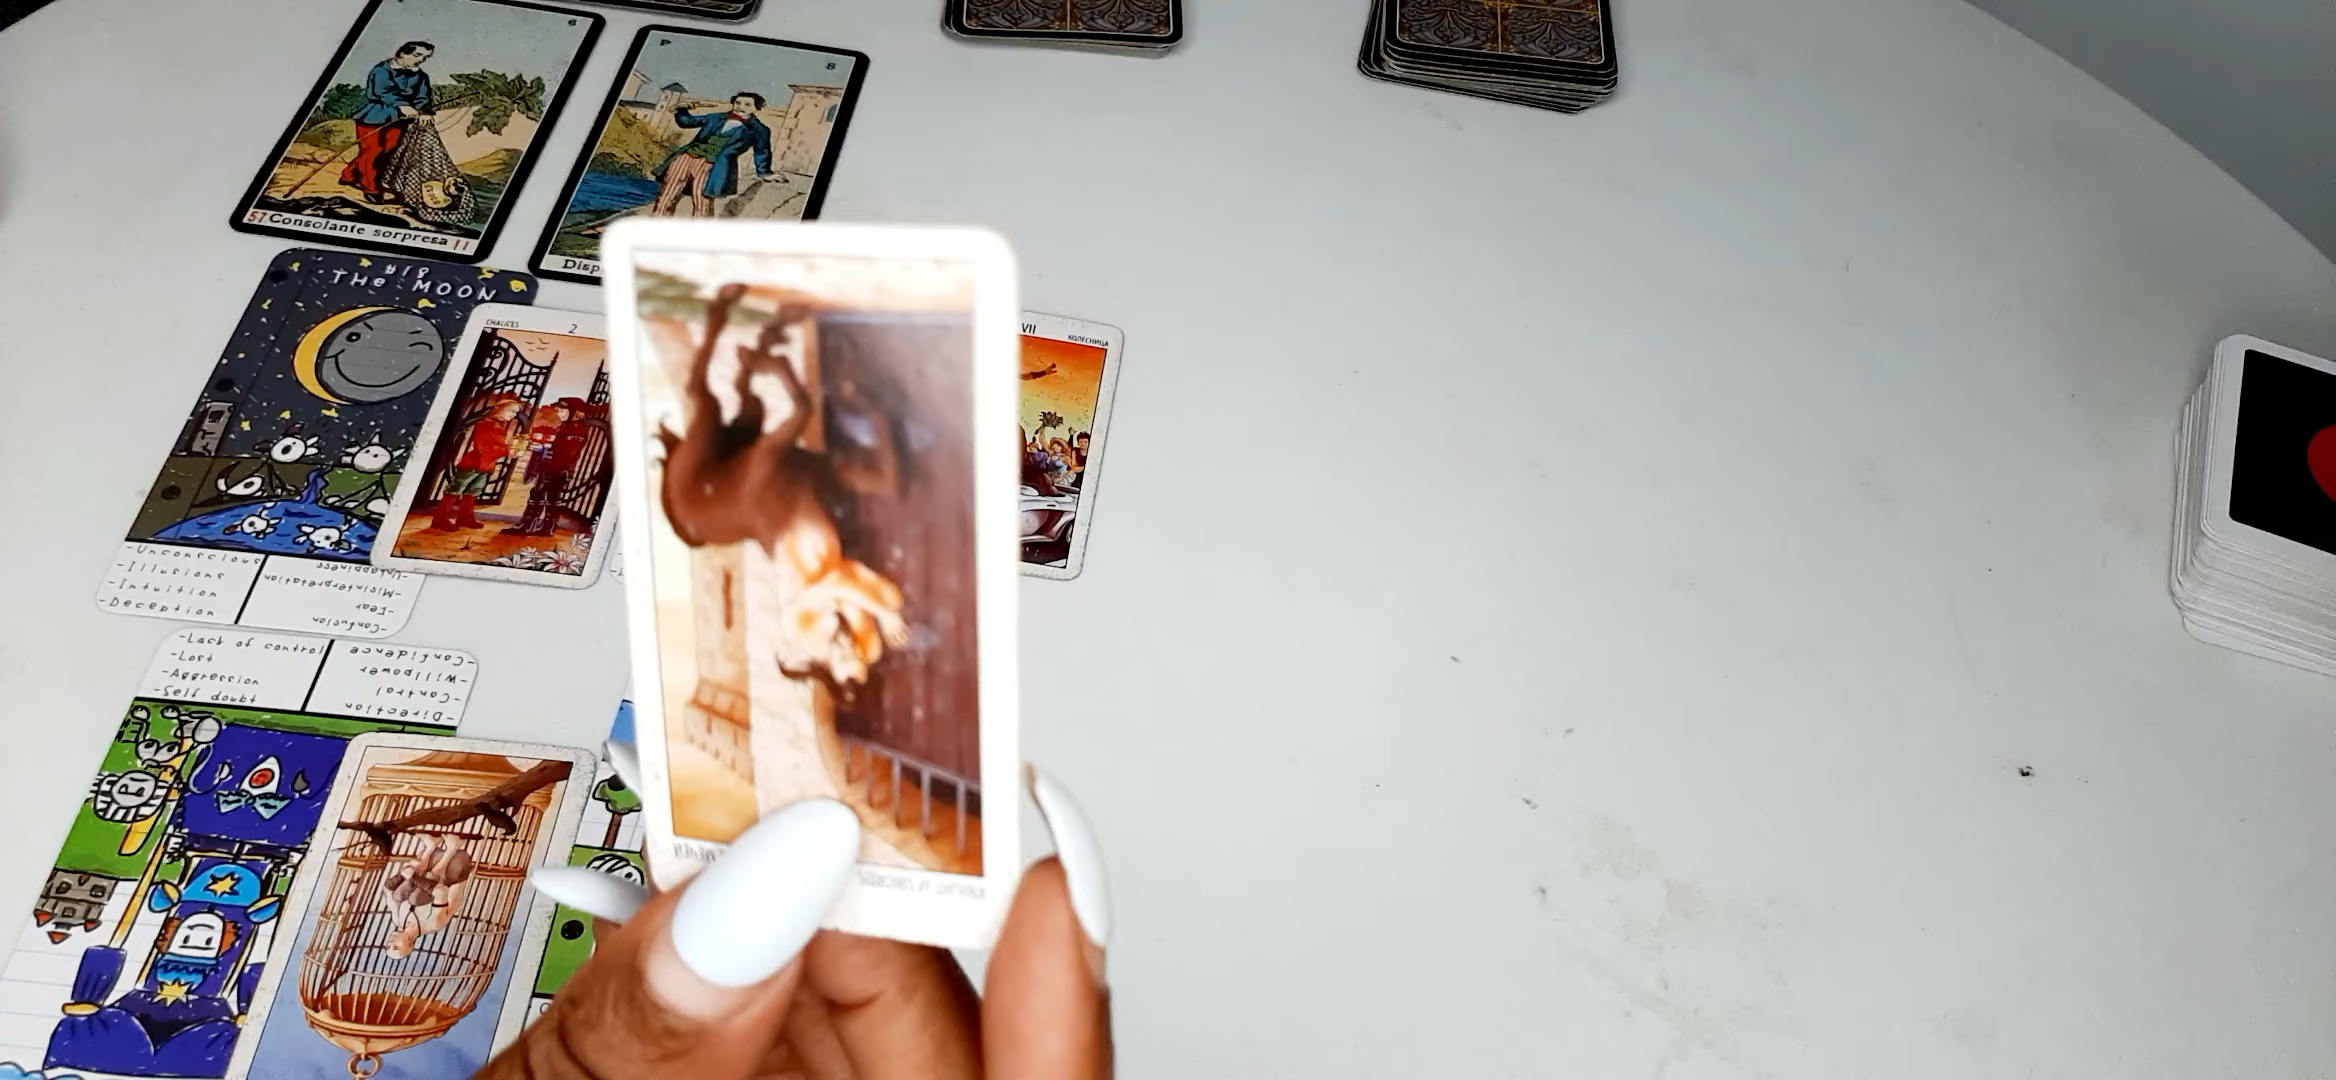 6
57 Consolante sorpresa 11
P
8
Disp
#18
THe MOON
-Unconscious
-Illusions
-Intuition
-Deception
-Confusion
-Fear
-Misinterpretation
-Unhappiness
CHALICES 2
VII
КОЛЕСНИЦА
-Lack of control
-Lost
-Aggression
-Self doubt
-Direction
-Control
-Willpower
-Confidence